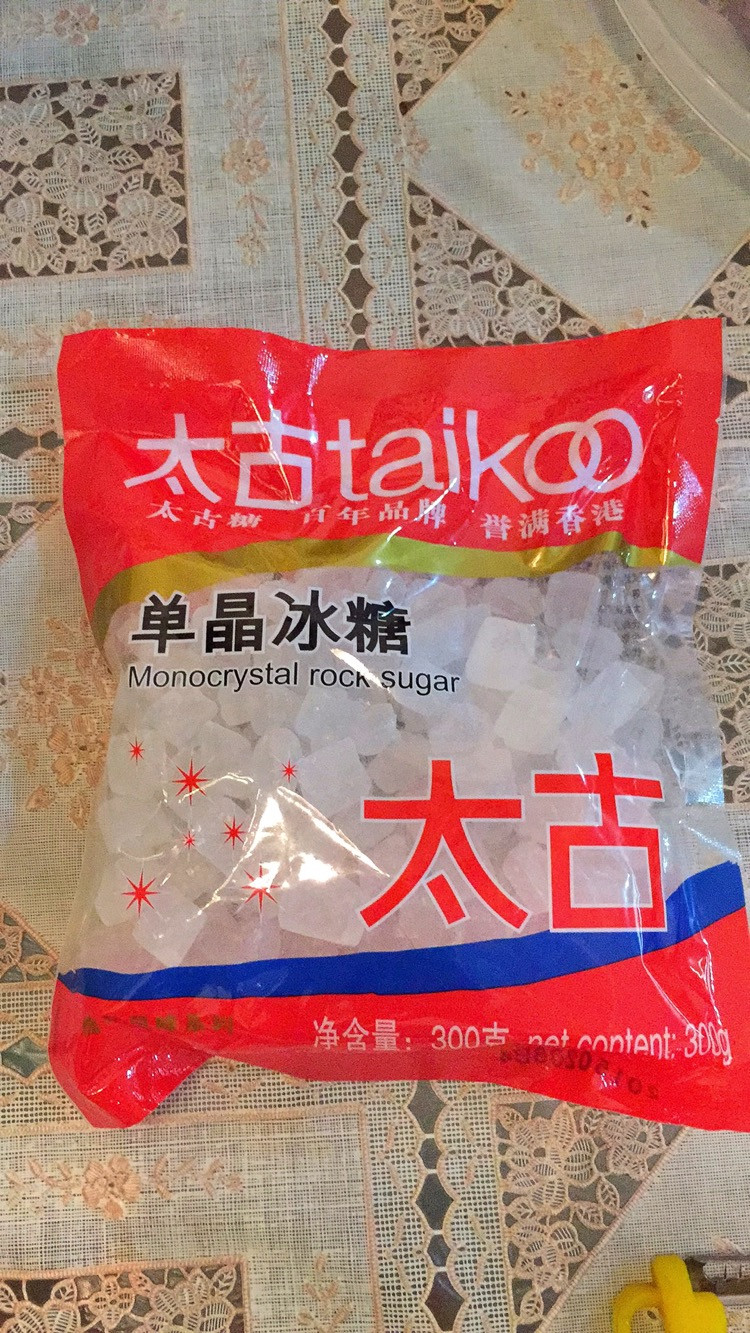 太古taikoo®
太古糖 百年品牌 誉满香港
单晶冰糖
Monocrystal rock sugar
太古
净含量：300克 net content: 300g